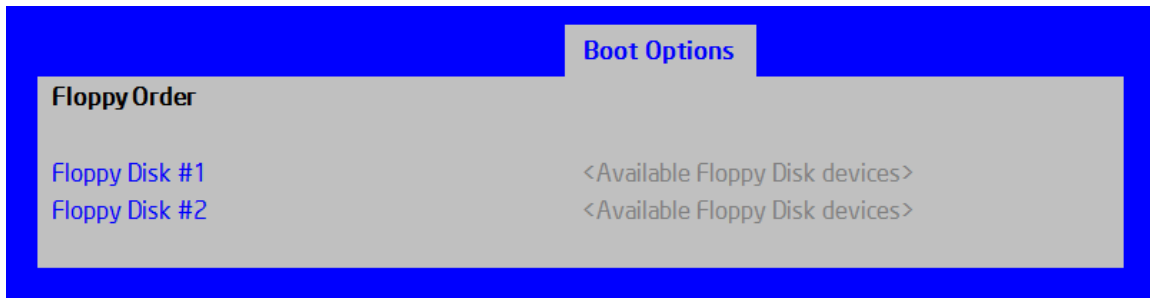 Boot Options
Floppy Order
Floppy Disk #1 <Available Floppy Disk devices>
Floppy Disk #2 <Available Floppy Disk devices>